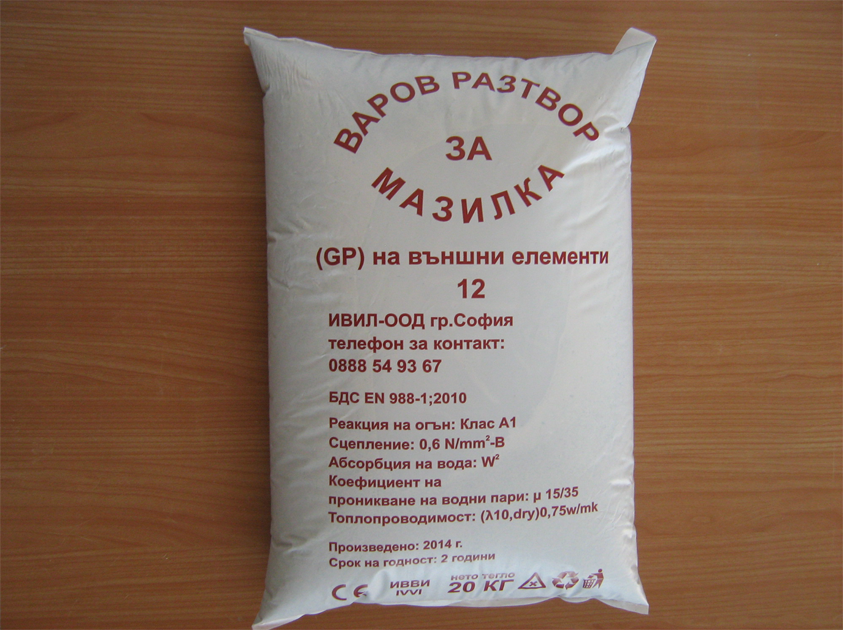 ВАРОВ РАЗТВОР
ЗА
МАЗИЛКА
(GP) на външни елементи
12
ИВИЛ-ООД гр.София
телефон за контакт:
0888 54 93 67
БДС EN 988-1;2010
Реакция на огън: Клас А1
Сцепление: 0,6 N/mm²-B
Абсорбция на вода: W²
Коефициент на
проникване на водни пари: µ 15/35
Топлопроводимост: (λ10,dry)0,75w/mk
Произведено: 2014 г.
Срок на годност: 2 години
CE ИВВИ ното тегло
IVVI 20 КГ